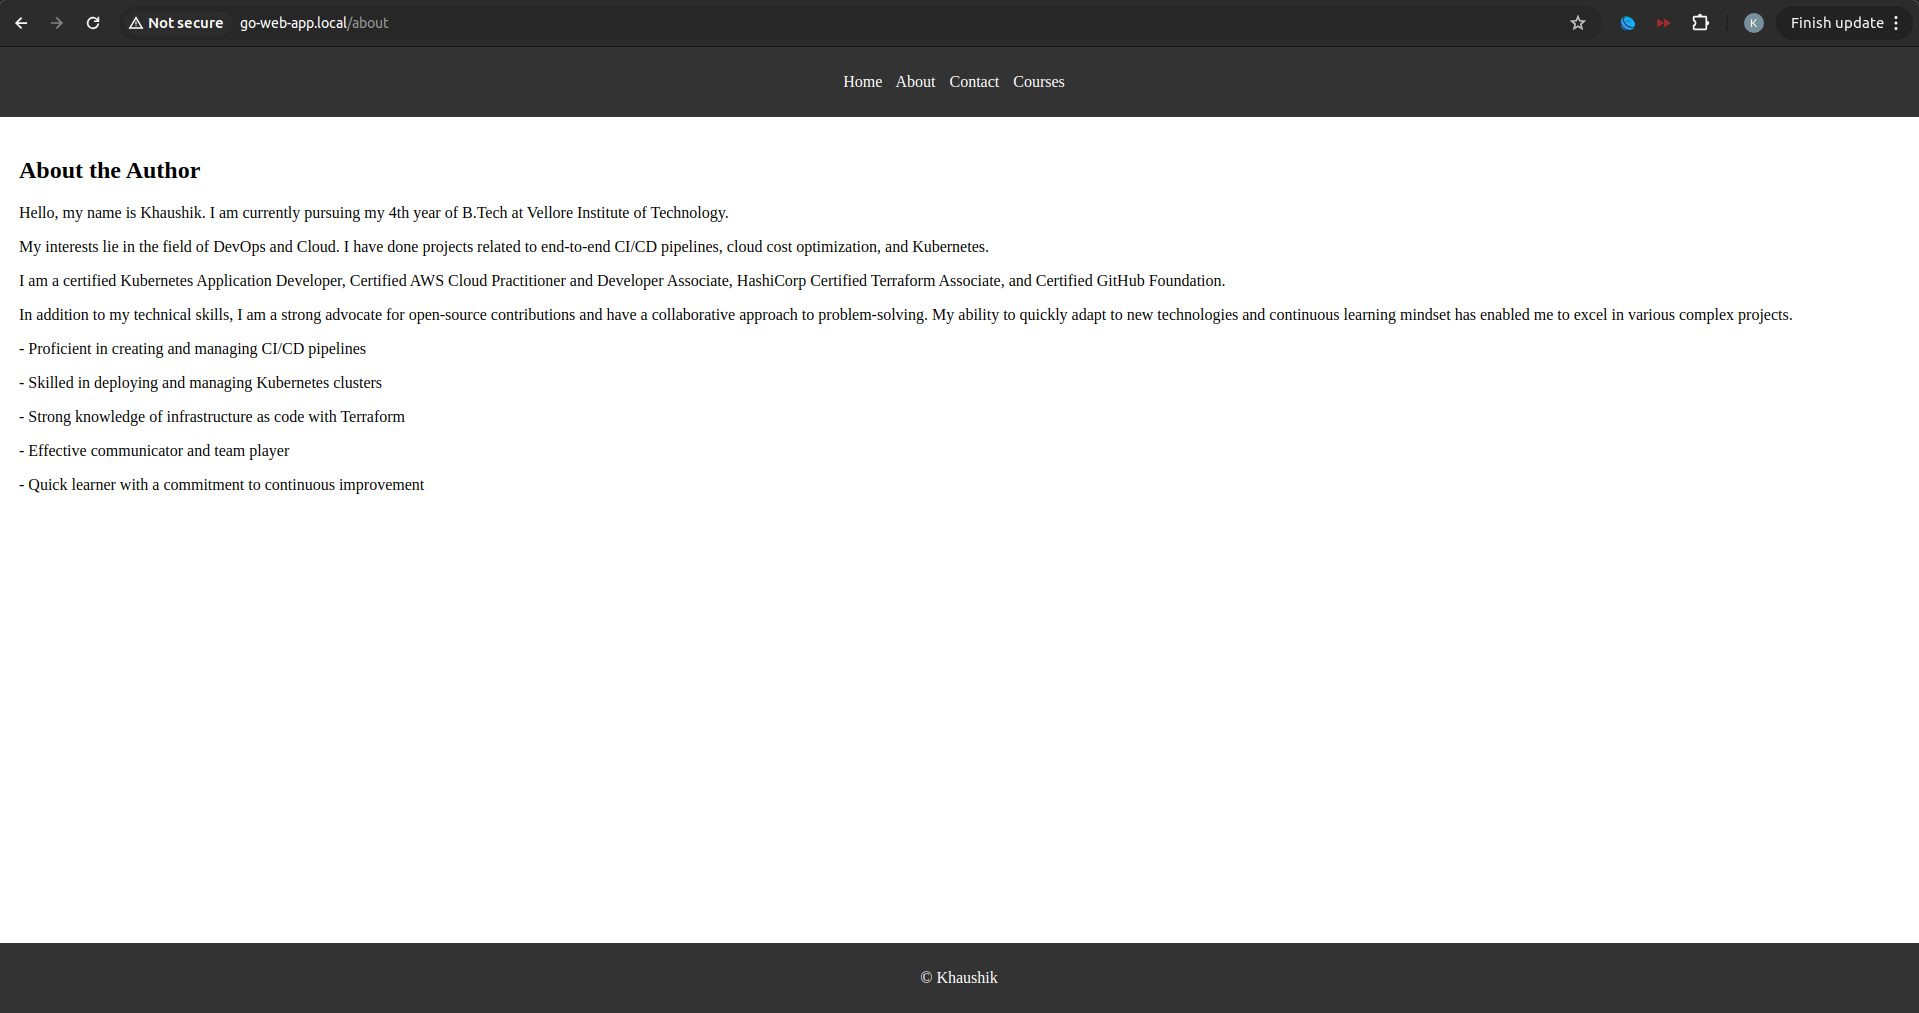 Not secure go-web-app.local/about K Finish update
Home About Contact Courses
About the Author
Hello, my name is Khaushik. I am currently pursuing my 4th year of B.Tech at Vellore Institute of Technology.
My interests lie in the field of DevOps and Cloud. I have done projects related to end-to-end CI/CD pipelines, cloud cost optimization, and Kubernetes.
I am a certified Kubernetes Application Developer, Certified AWS Cloud Practitioner and Developer Associate, HashiCorp Certified Terraform Associate, and Certified GitHub Foundation.
In addition to my technical skills, I am a strong advocate for open-source contributions and have a collaborative approach to problem-solving. My ability to quickly adapt to new technologies and continuous learning mindset has enabled me to excel in various complex projects.
- Proficient in creating and managing CI/CD pipelines
- Skilled in deploying and managing Kubernetes clusters
- Strong knowledge of infrastructure as code with Terraform
- Effective communicator and team player
- Quick learner with a commitment to continuous improvement
© Khaushik